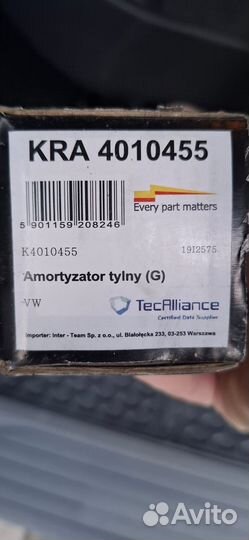 KRA 4010455
5 901159 208246
Every part matters
K4010455
19I2575
Amortyzator tylny (G)
VW
TecAlliance
Certified Data Supplier
Importer: Inter - Team Sp. z o.o., ul. Białołęcka 233, 03-253 Warszawa
Avito